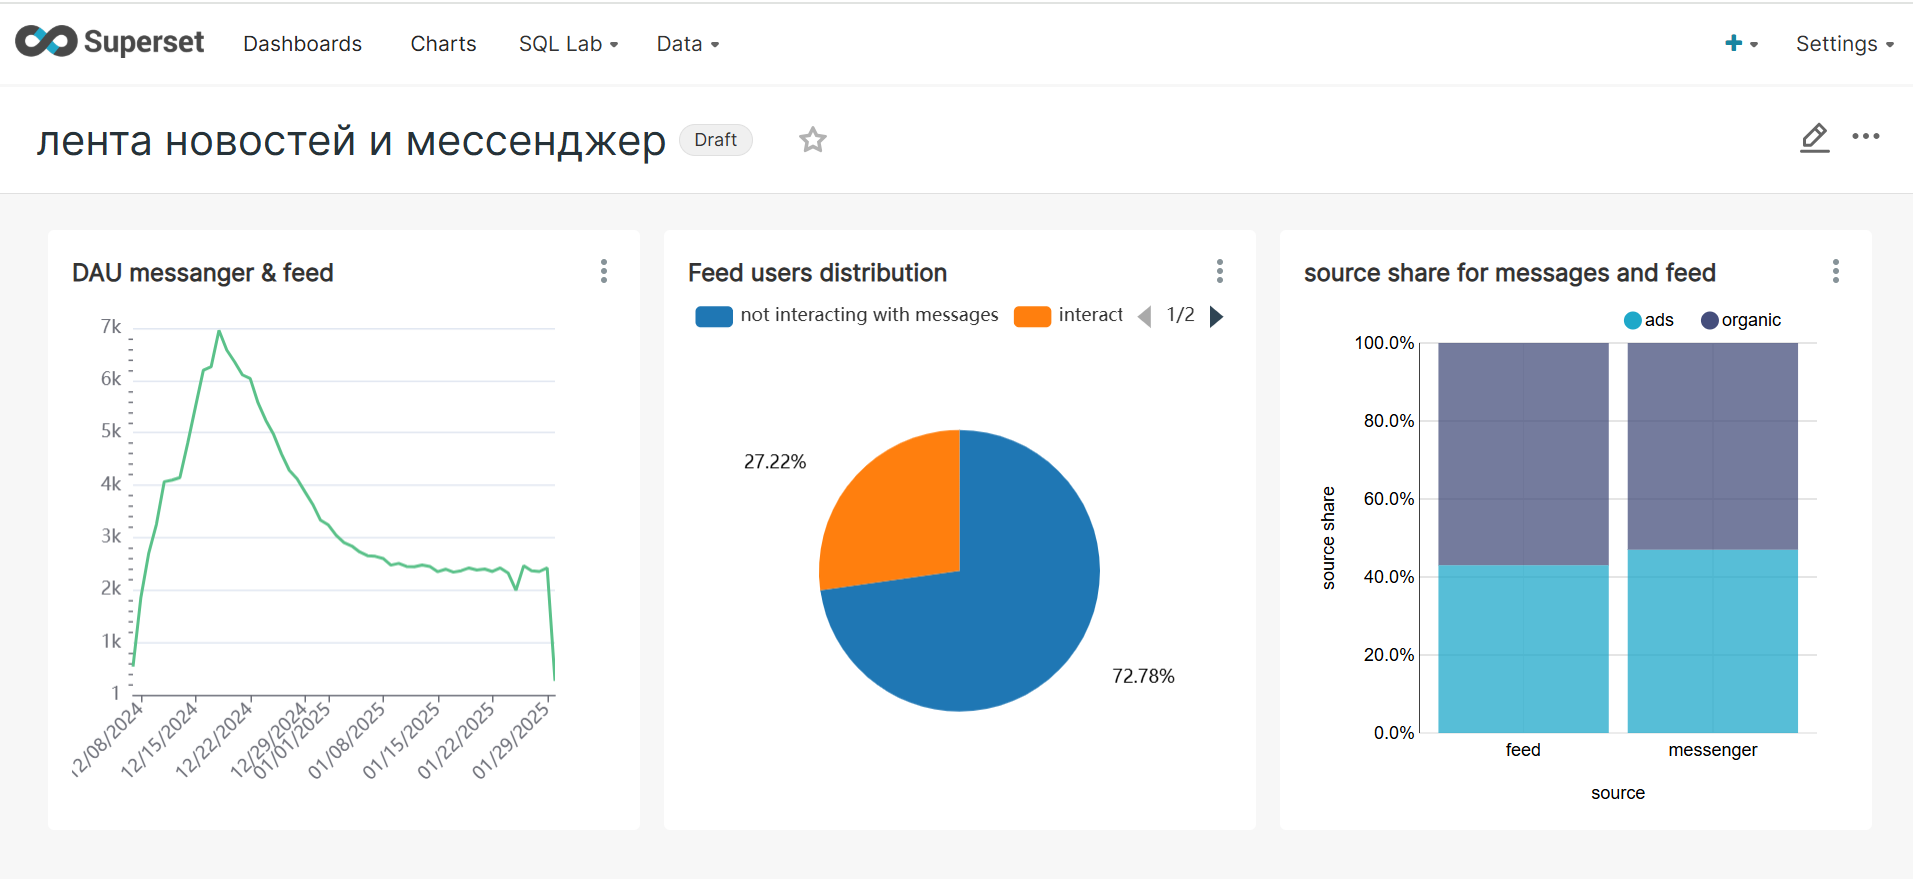 Superset Dashboards Charts SQL Lab Data + Settings
лента новостей и мессенджер Draft
DAU messanger & feed
7k
6k
5k
4k
3k
2k
1k
1
12/08/2024 12/15/2024 12/22/2024 12/29/2024 01/01/2025 01/08/2025 01/15/2025 01/22/2025 01/29/2025
Feed users distribution
not interacting with messages interact 1/2
27.22%
72.78%
source share for messages and feed
ads organic
100.0%
80.0%
60.0%
40.0%
20.0%
0.0%
source share
feed messenger
source